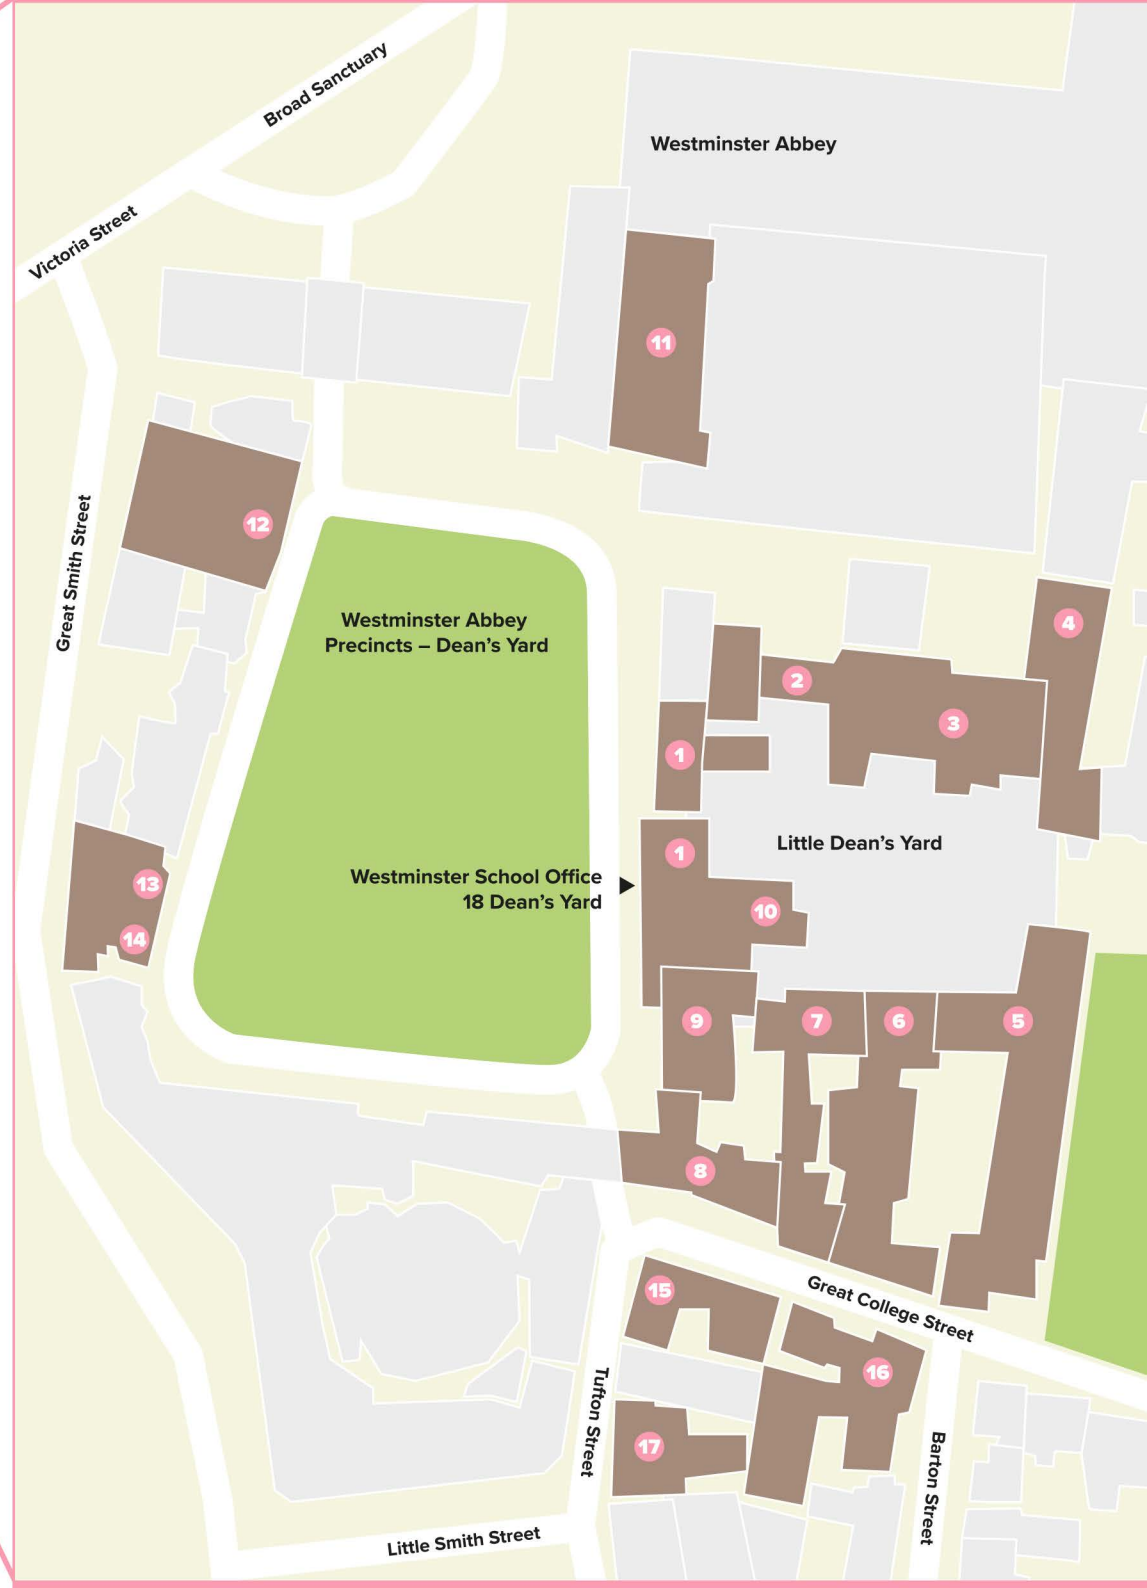 Broad Sanctuary
Westminster Abbey
Victoria Street
11
12
Great Smith Street
Westminster Abbey
Precincts – Dean's Yard
4
2
3
1
Little Dean's Yard
1
Westminster School Office
18 Dean's Yard
13
10
14
9
7
6
5
8
15
Great College Street
16
Tufton Street
17
Barton Street
Little Smith Street